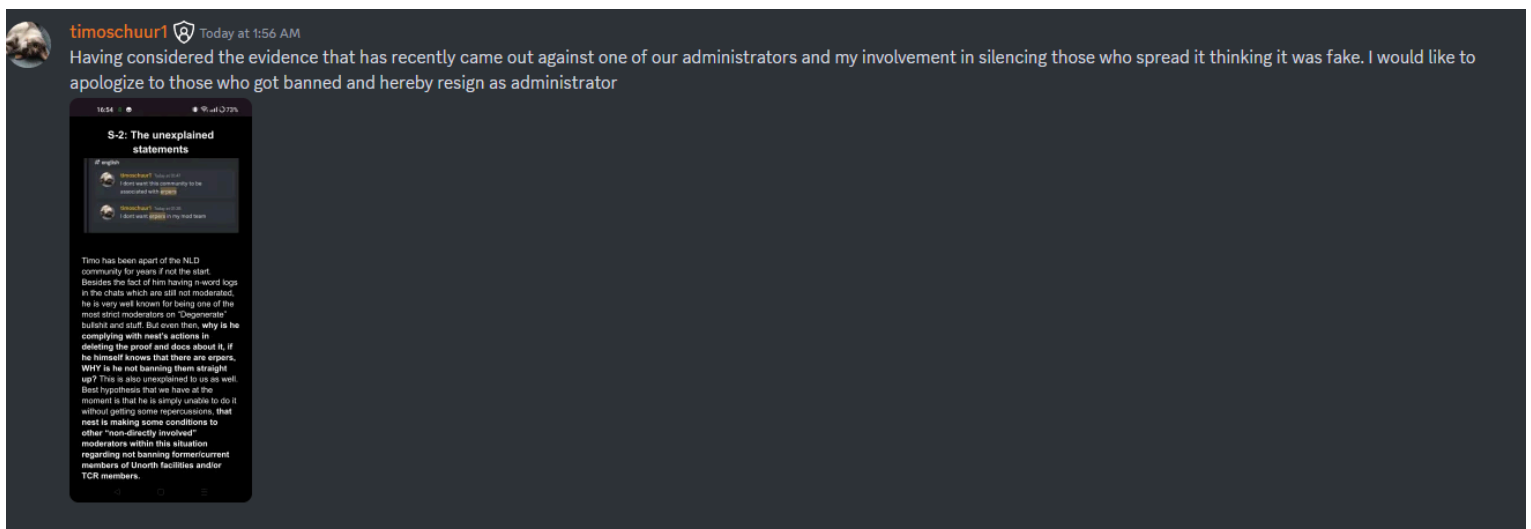 timoschuur1 Today at 1:56 AM
Having considered the evidence that has recently came out against one of our administrators and my involvement in silencing those who spread it thinking it was fake. I would like to
apologize to those who got banned and hereby resign as administrator
16:54 73%
S-2: The unexplained
statements
# english
timoschuur1 Today at
I dont want this community to be
associated with erpers
timoschuur1 Today at
I dont want erpers in my mod team
Timo has been apart of the NLD
community for years if not the start.
Besides the fact of him having n-word logs
in the chats which are still not moderated,
he is very well known for being one of the
most strict moderators on "Degenerate"
bullshit and stuff. But even then, why is he
complying with nest's actions in
deleting the proof and docs about it, if
he himself knows that there are erpers,
WHY is he not banning them straight
up? This is also unexplained to us as well.
Best hypothesis that we have at the
moment is that he is simply unable to do it
without getting some repercussions, that
nest is making some conditions to
other "non-directly involved"
moderators within this situation
regarding not banning former/current
members of Unorth facilities and/or
TCR members.